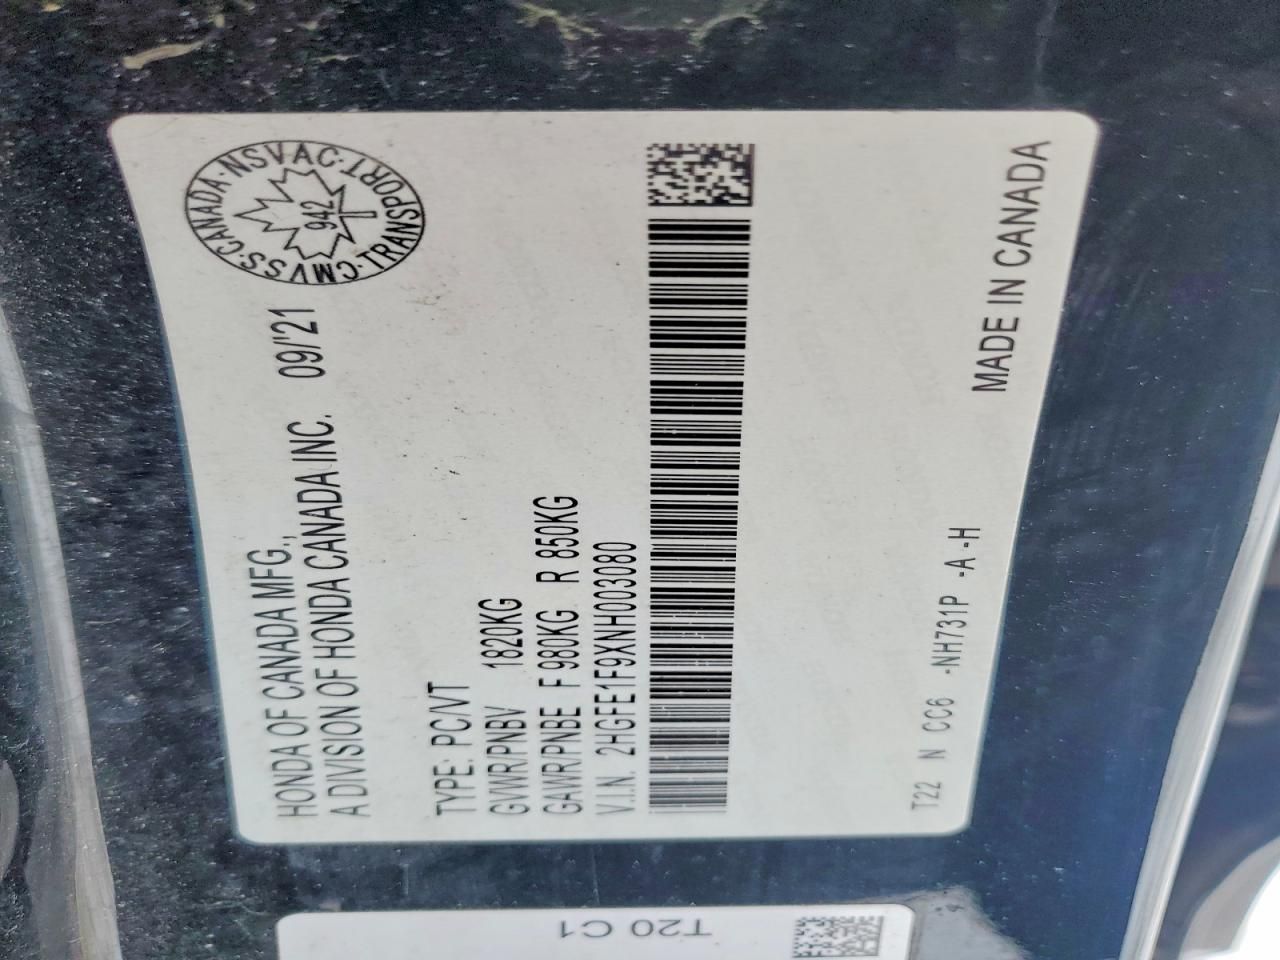 HONDA OF CANADA MFG.,
A DIVISION OF HONDA CANADA INC. 09/'21
CMVSS·CANADA·NSVAC·TRANSPORT·
942
TYPE: PC/VT
GVWR/PNBV 1820KG
GAWR/PNBE F 980KG R 850KG
V.I.N. 2HGFE1F9XNH003080
T22 N CC6 -NH731P -A-H
MADE IN CANADA
T20 C1